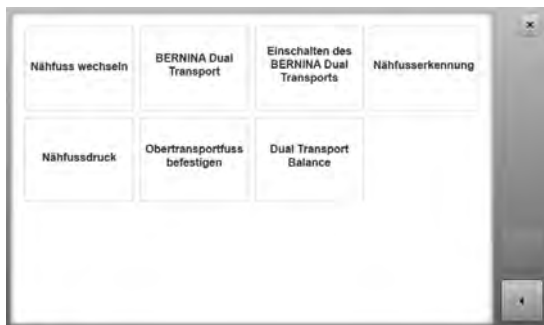 Nähfuss wechseln
BERNINA Dual
Transport
Einschalten des
BERNINA Dual
Transports
Nähfusserkennung
Nähfussdruck
Obertransportfuss
befestigen
Dual Transport
Balance